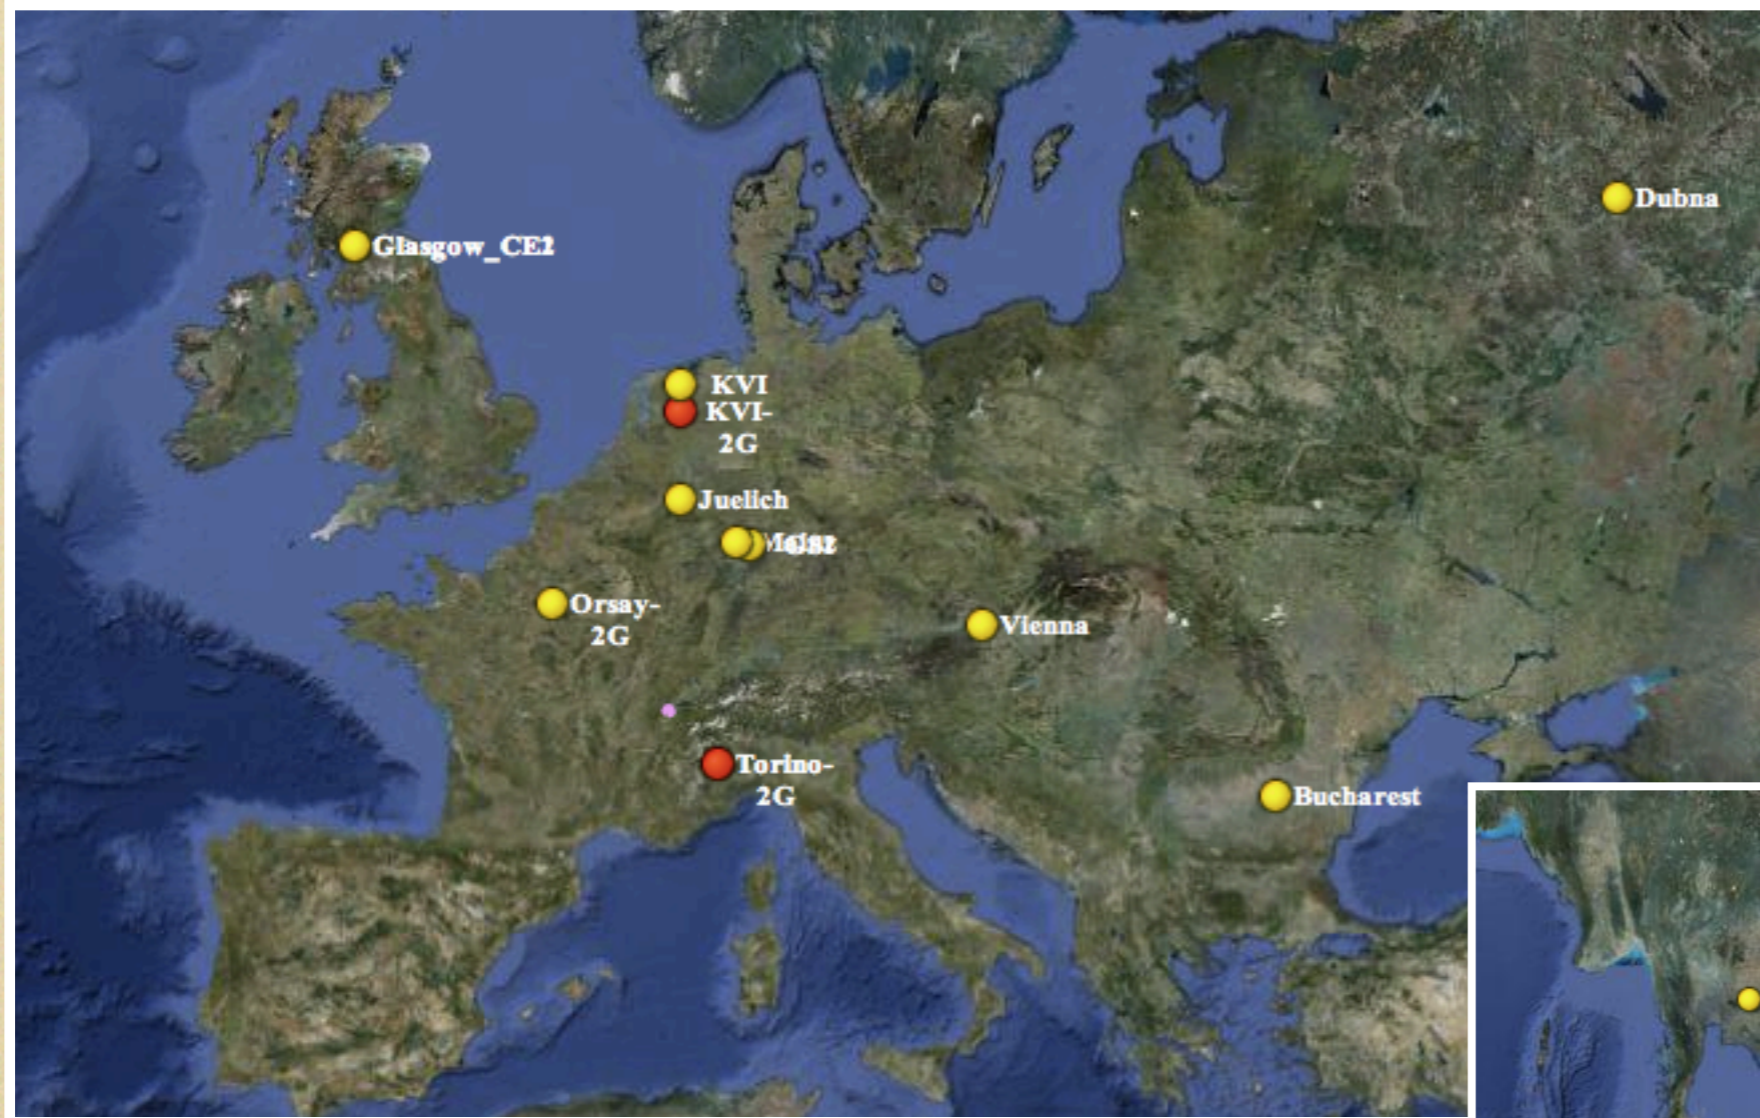 Dubna
Glasgow_CE2
KVI
KVI-
2G
Juelich
Orsay-
2G
Vienna
Torino-
2G
Bucharest